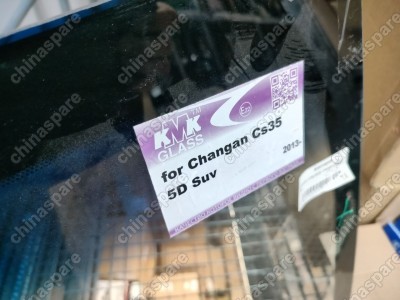 KMK
GLASS
for Changan Cs35
5D Suv
2013-
chinaspare